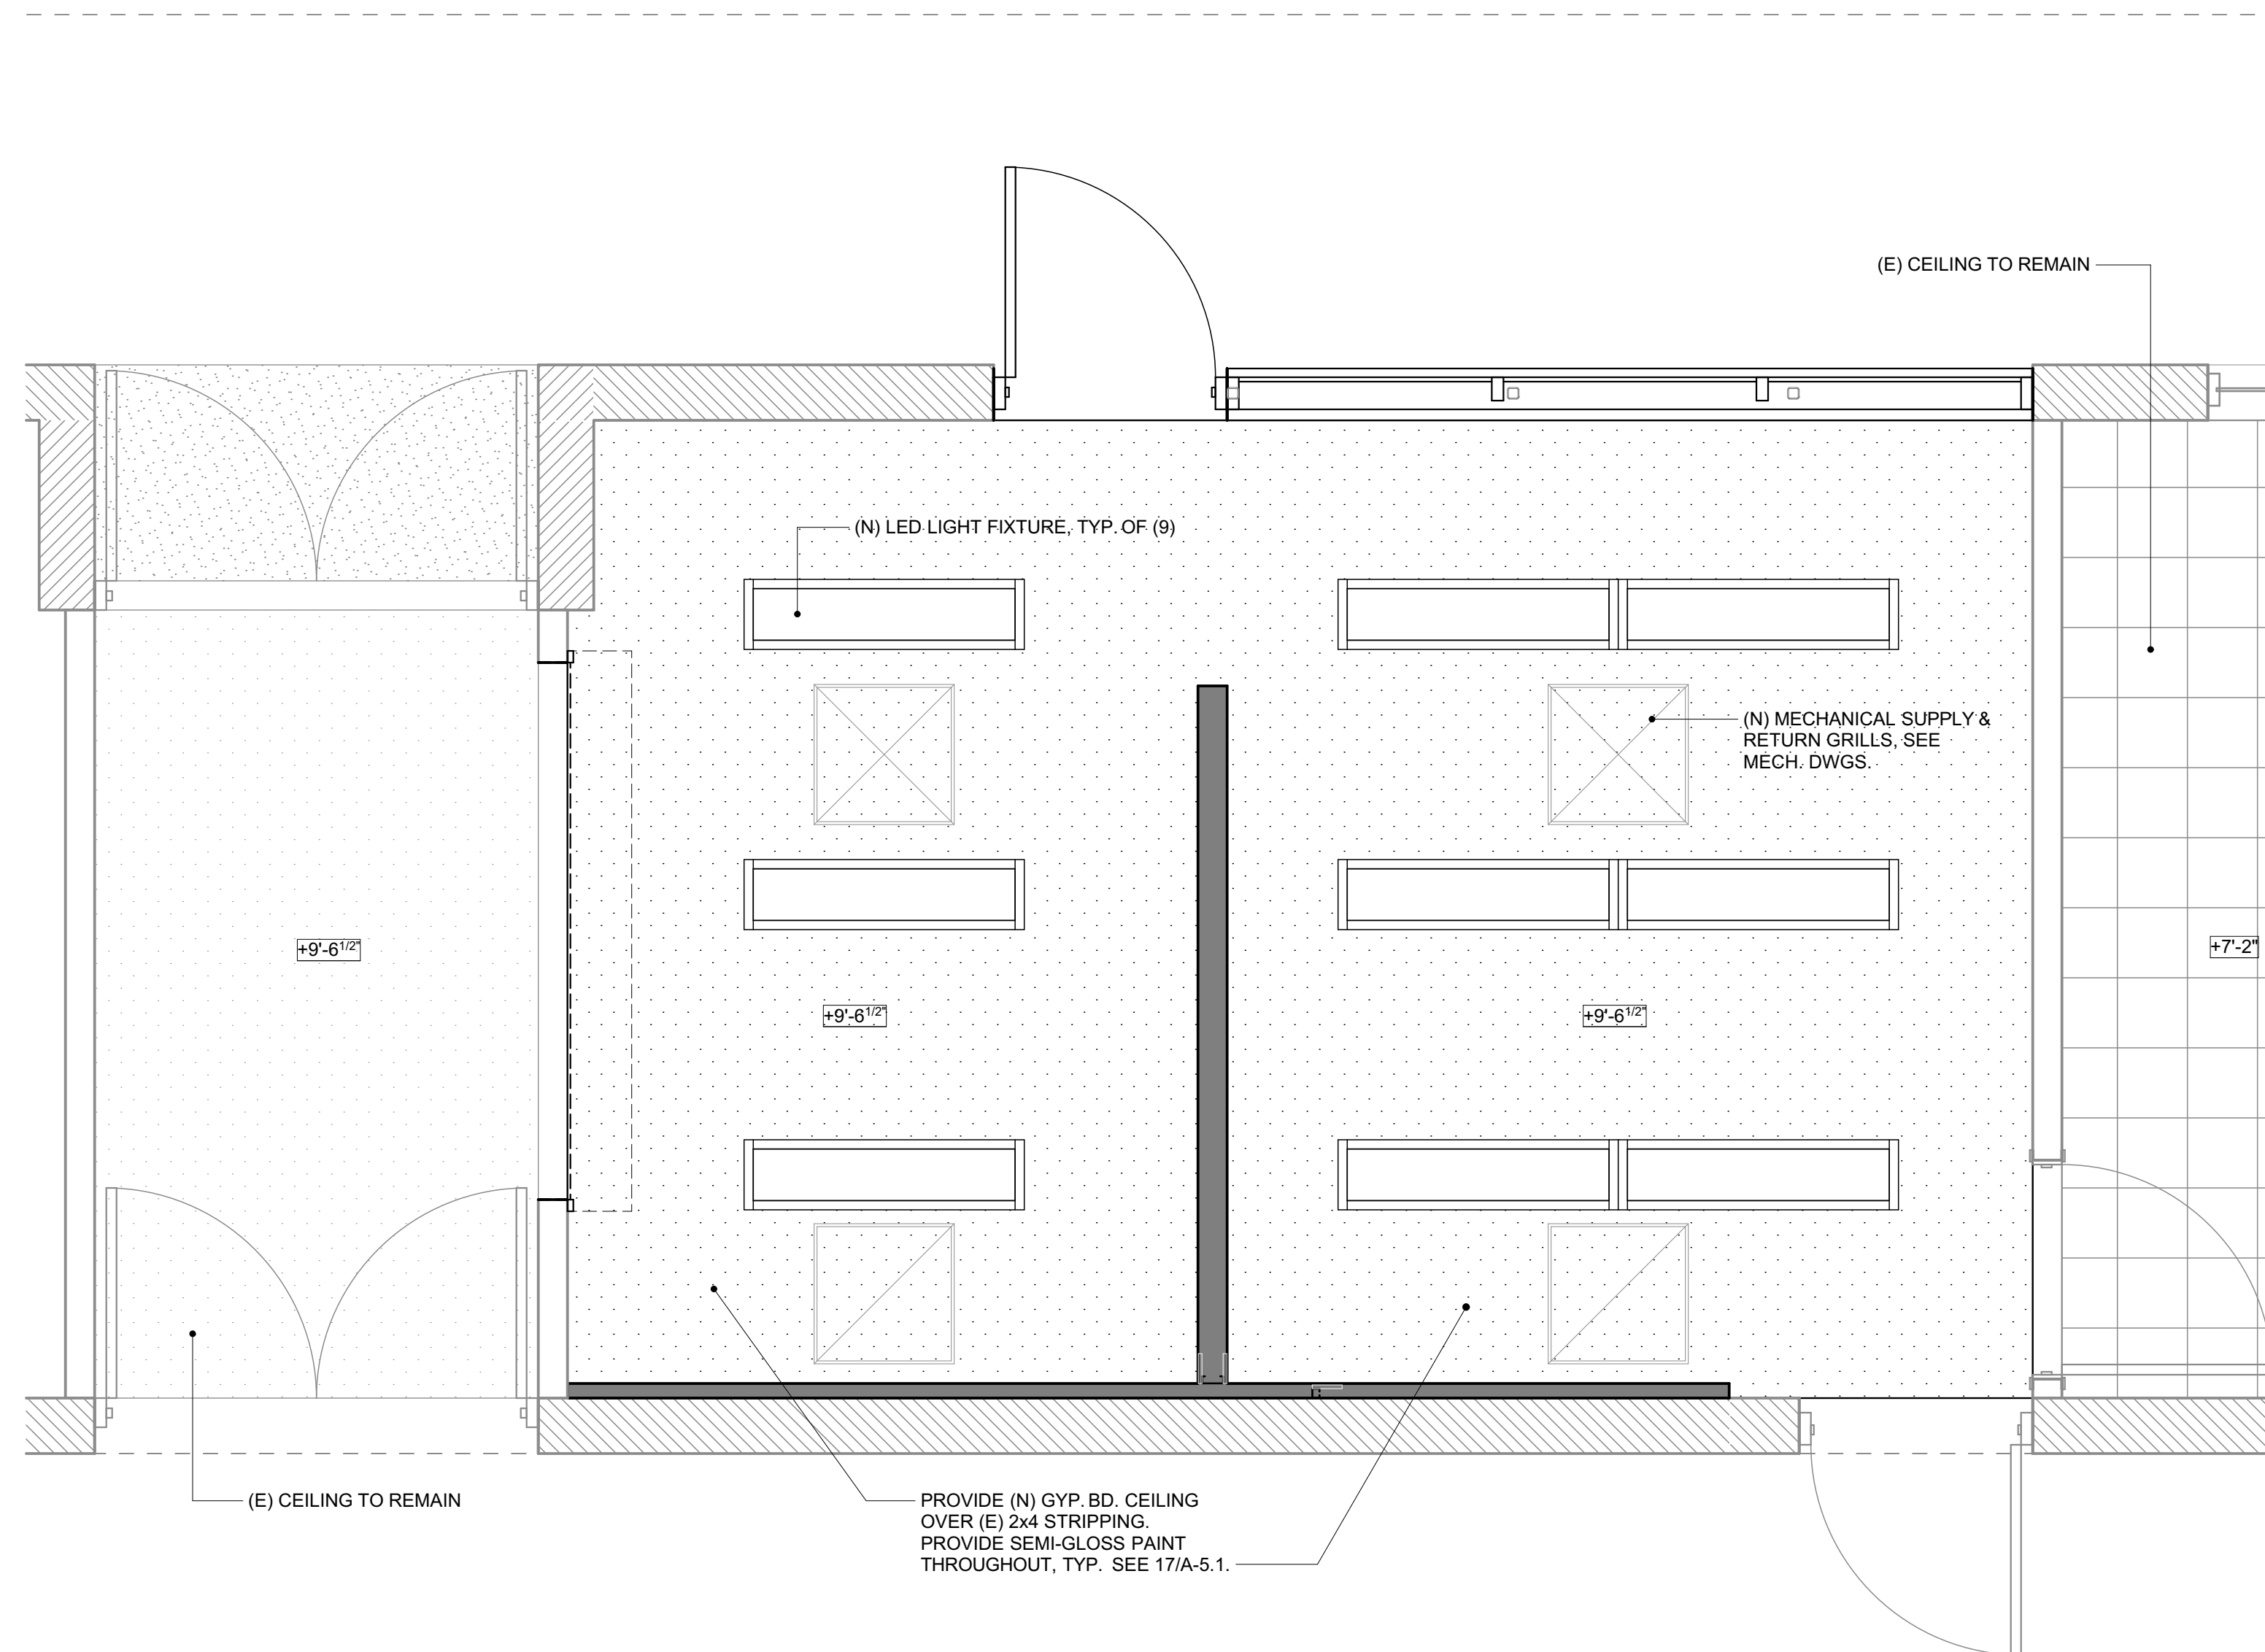 (E) CEILING TO REMAIN
(N) LED LIGHT FIXTURE, TYP. OF (9)
(N) MECHANICAL SUPPLY &
RETURN GRILLS, SEE
MECH. DWGS.
+9'-6 1/2"
+7'-2"
+9'-6 1/2"
+9'-6 1/2"
(E) CEILING TO REMAIN
PROVIDE (N) GYP. BD. CEILING
OVER (E) 2x4 STRIPPING.
PROVIDE SEMI-GLOSS PAINT
THROUGHOUT, TYP. SEE 17/A-5.1.